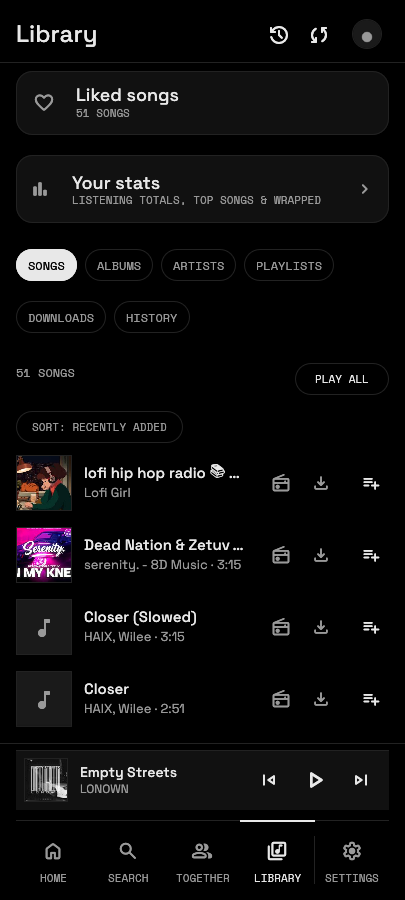 Library
Liked songs
51 SONGS
Your stats
LISTENING TOTALS, TOP SONGS & WRAPPED
SONGS
ALBUMS
ARTISTS
PLAYLISTS
DOWNLOADS
HISTORY
51 SONGS
PLAY ALL
SORT: RECENTLY ADDED
lofi hip hop radio 📚 ...
Lofi Girl
Serenity.
I MY KNE
Dead Nation & Zetuv ...
serenity. - 8D Music · 3:15
Closer (Slowed)
HAIX, Wilee · 3:15
Closer
HAIX, Wilee · 2:51
Empty Streets
LONOWN
HOME
SEARCH
TOGETHER
LIBRARY
SETTINGS